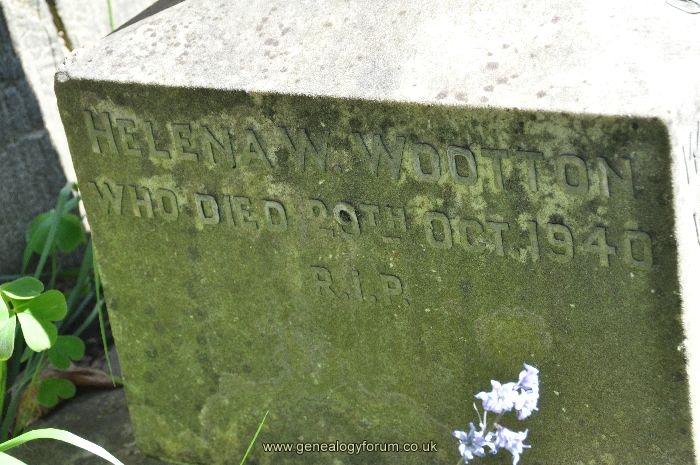 HELENA W. WOOTTON
WHO DIED 29TH OCT. 1940
R.I.P.
www.genealogyforum.co.uk